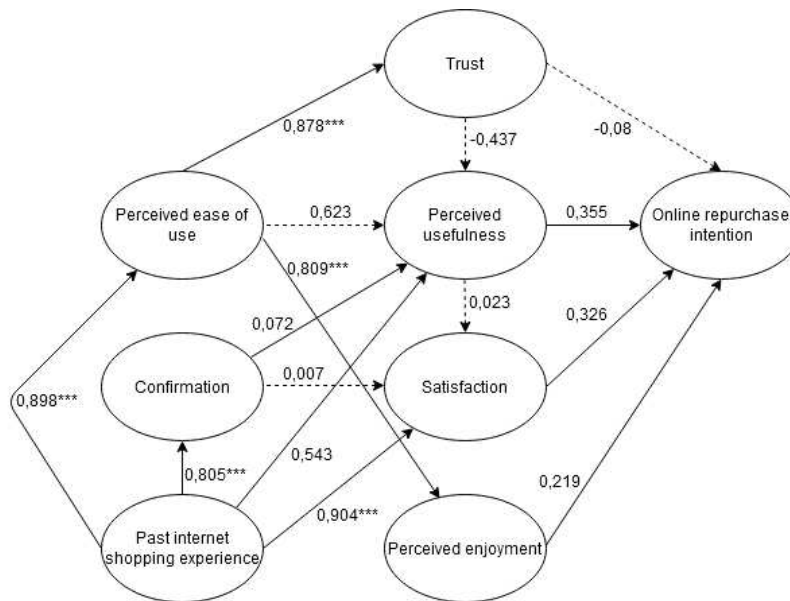 Trust
0,878***
-0,437
-0,08
Perceived ease of
use
0,623
Perceived
usefulness
0,355
Online repurchase
intention
0,809***
0,072
0,023
0,326
Confirmation
0,007
Satisfaction
0,898***
0,805***
0,543
0,904***
0,219
Past internet
shopping experience
Perceived enjoyment